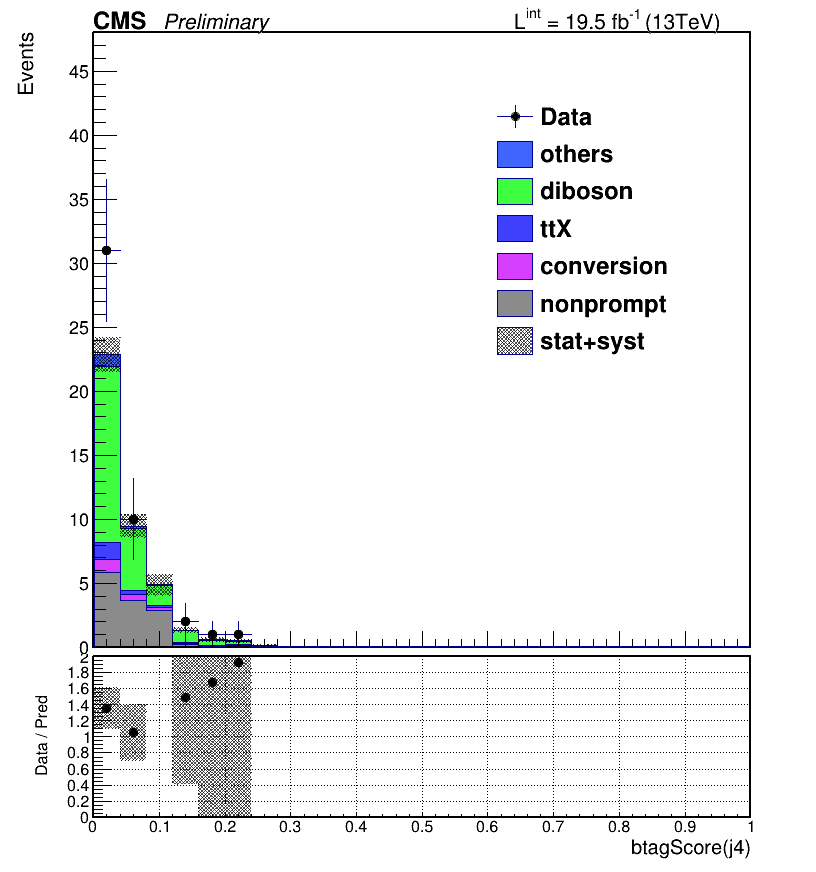 CMS Preliminary L^int = 19.5 fb^-1 (13TeV)
Events
45
40
35
30
25
20
15
10
5
0
Data
others
diboson
ttX
conversion
nonprompt
stat+syst
Data / Pred
2
1.8
1.6
1.4
1.2
1
0.8
0.6
0.4
0.2
0
0 0.1 0.2 0.3 0.4 0.5 0.6 0.7 0.8 0.9 1
btagScore(j4)